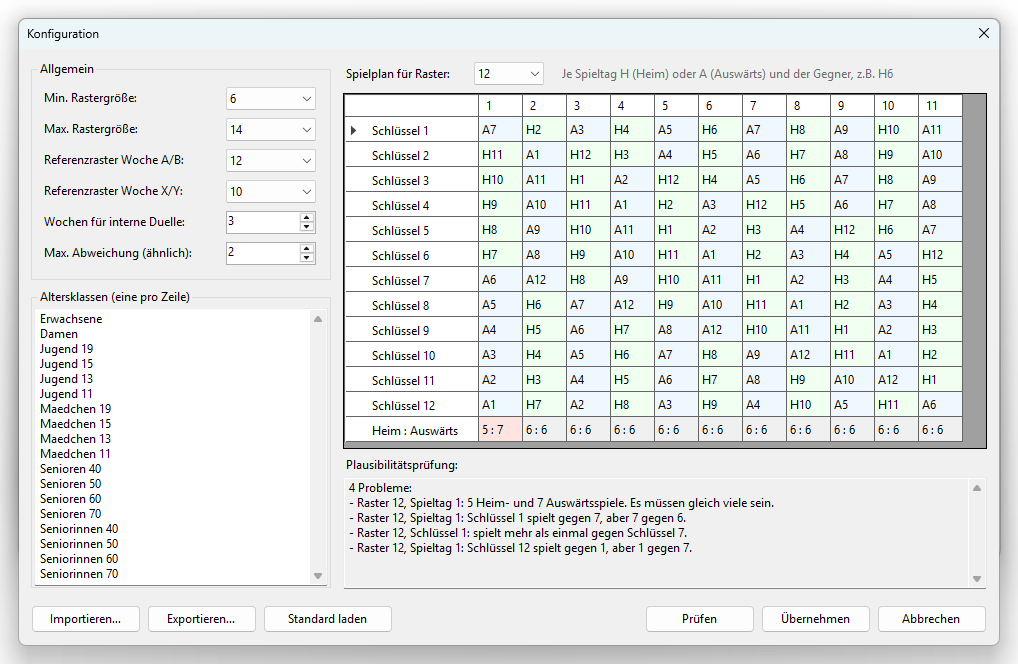 Konfiguration
Allgemein
Min. Rastergröße: 6
Max. Rastergröße: 14
Referenzraster Woche A/B: 12
Referenzraster Woche X/Y: 10
Wochen für interne Duelle: 3
Max. Abweichung (ähnlich): 2
Altersklassen (eine pro Zeile)
Erwachsene
Damen
Jugend 19
Jugend 15
Jugend 13
Jugend 11
Maedchen 19
Maedchen 15
Maedchen 13
Maedchen 11
Senioren 40
Senioren 50
Senioren 60
Senioren 70
Seniorinnen 40
Seniorinnen 50
Seniorinnen 60
Seniorinnen 70
Spielplan für Raster: 12 Je Spieltag H (Heim) oder A (Auswärts) und der Gegner, z.B. H6
1 2 3 4 5 6 7 8 9 10 11
Schlüssel 1 A7 H2 A3 H4 A5 H6 A7 H8 A9 H10 A11
Schlüssel 2 H11 A1 H12 H3 A4 H5 A6 H7 A8 H9 A10
Schlüssel 3 H10 A11 H1 A2 H12 H4 A5 H6 A7 H8 A9
Schlüssel 4 H9 A10 H11 A1 H2 A3 H12 H5 A6 H7 A8
Schlüssel 5 H8 A9 H10 A11 H1 A2 H3 A4 H12 H6 A7
Schlüssel 6 H7 A8 H9 A10 H11 A1 H2 A3 H4 A5 H12
Schlüssel 7 A6 A12 H8 A9 H10 A11 H1 A2 H3 A4 H5
Schlüssel 8 A5 H6 A7 A12 H9 A10 H11 A1 H2 A3 H4
Schlüssel 9 A4 H5 A6 H7 A8 A12 H10 A11 H1 A2 H3
Schlüssel 10 A3 H4 A5 H6 A7 H8 A9 A12 H11 A1 H2
Schlüssel 11 A2 H3 A4 H5 A6 H7 A8 H9 A10 A12 H1
Schlüssel 12 A1 H7 A2 H8 A3 H9 A4 H10 A5 H11 A6
Heim : Auswärts 5 : 7 6 : 6 6 : 6 6 : 6 6 : 6 6 : 6 6 : 6 6 : 6 6 : 6 6 : 6 6 : 6
Plausibilitätsprüfung:
4 Probleme:
- Raster 12, Spieltag 1: 5 Heim- und 7 Auswärtsspiele. Es müssen gleich viele sein.
- Raster 12, Spieltag 1: Schlüssel 1 spielt gegen 7, aber 7 gegen 6.
- Raster 12, Schlüssel 1: spielt mehr als einmal gegen Schlüssel 7.
- Raster 12, Spieltag 1: Schlüssel 12 spielt gegen 1, aber 1 gegen 7.
Importieren... Exportieren... Standard laden Prüfen Übernehmen Abbrechen